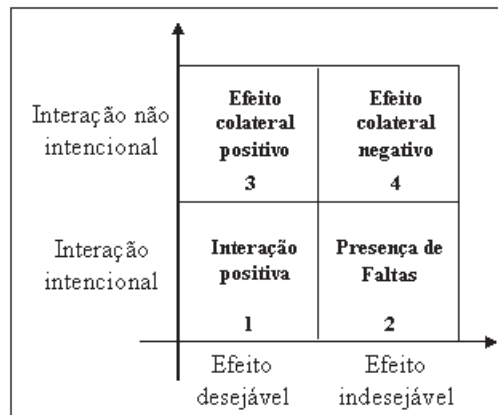 Interação não
intencional
Efeito
colateral
positivo
3
Efeito
colateral
negativo
4
Interação
intencional
Interação
positiva
1
Presença de
Faltas
2
Efeito
desejável
Efeito
indesejável